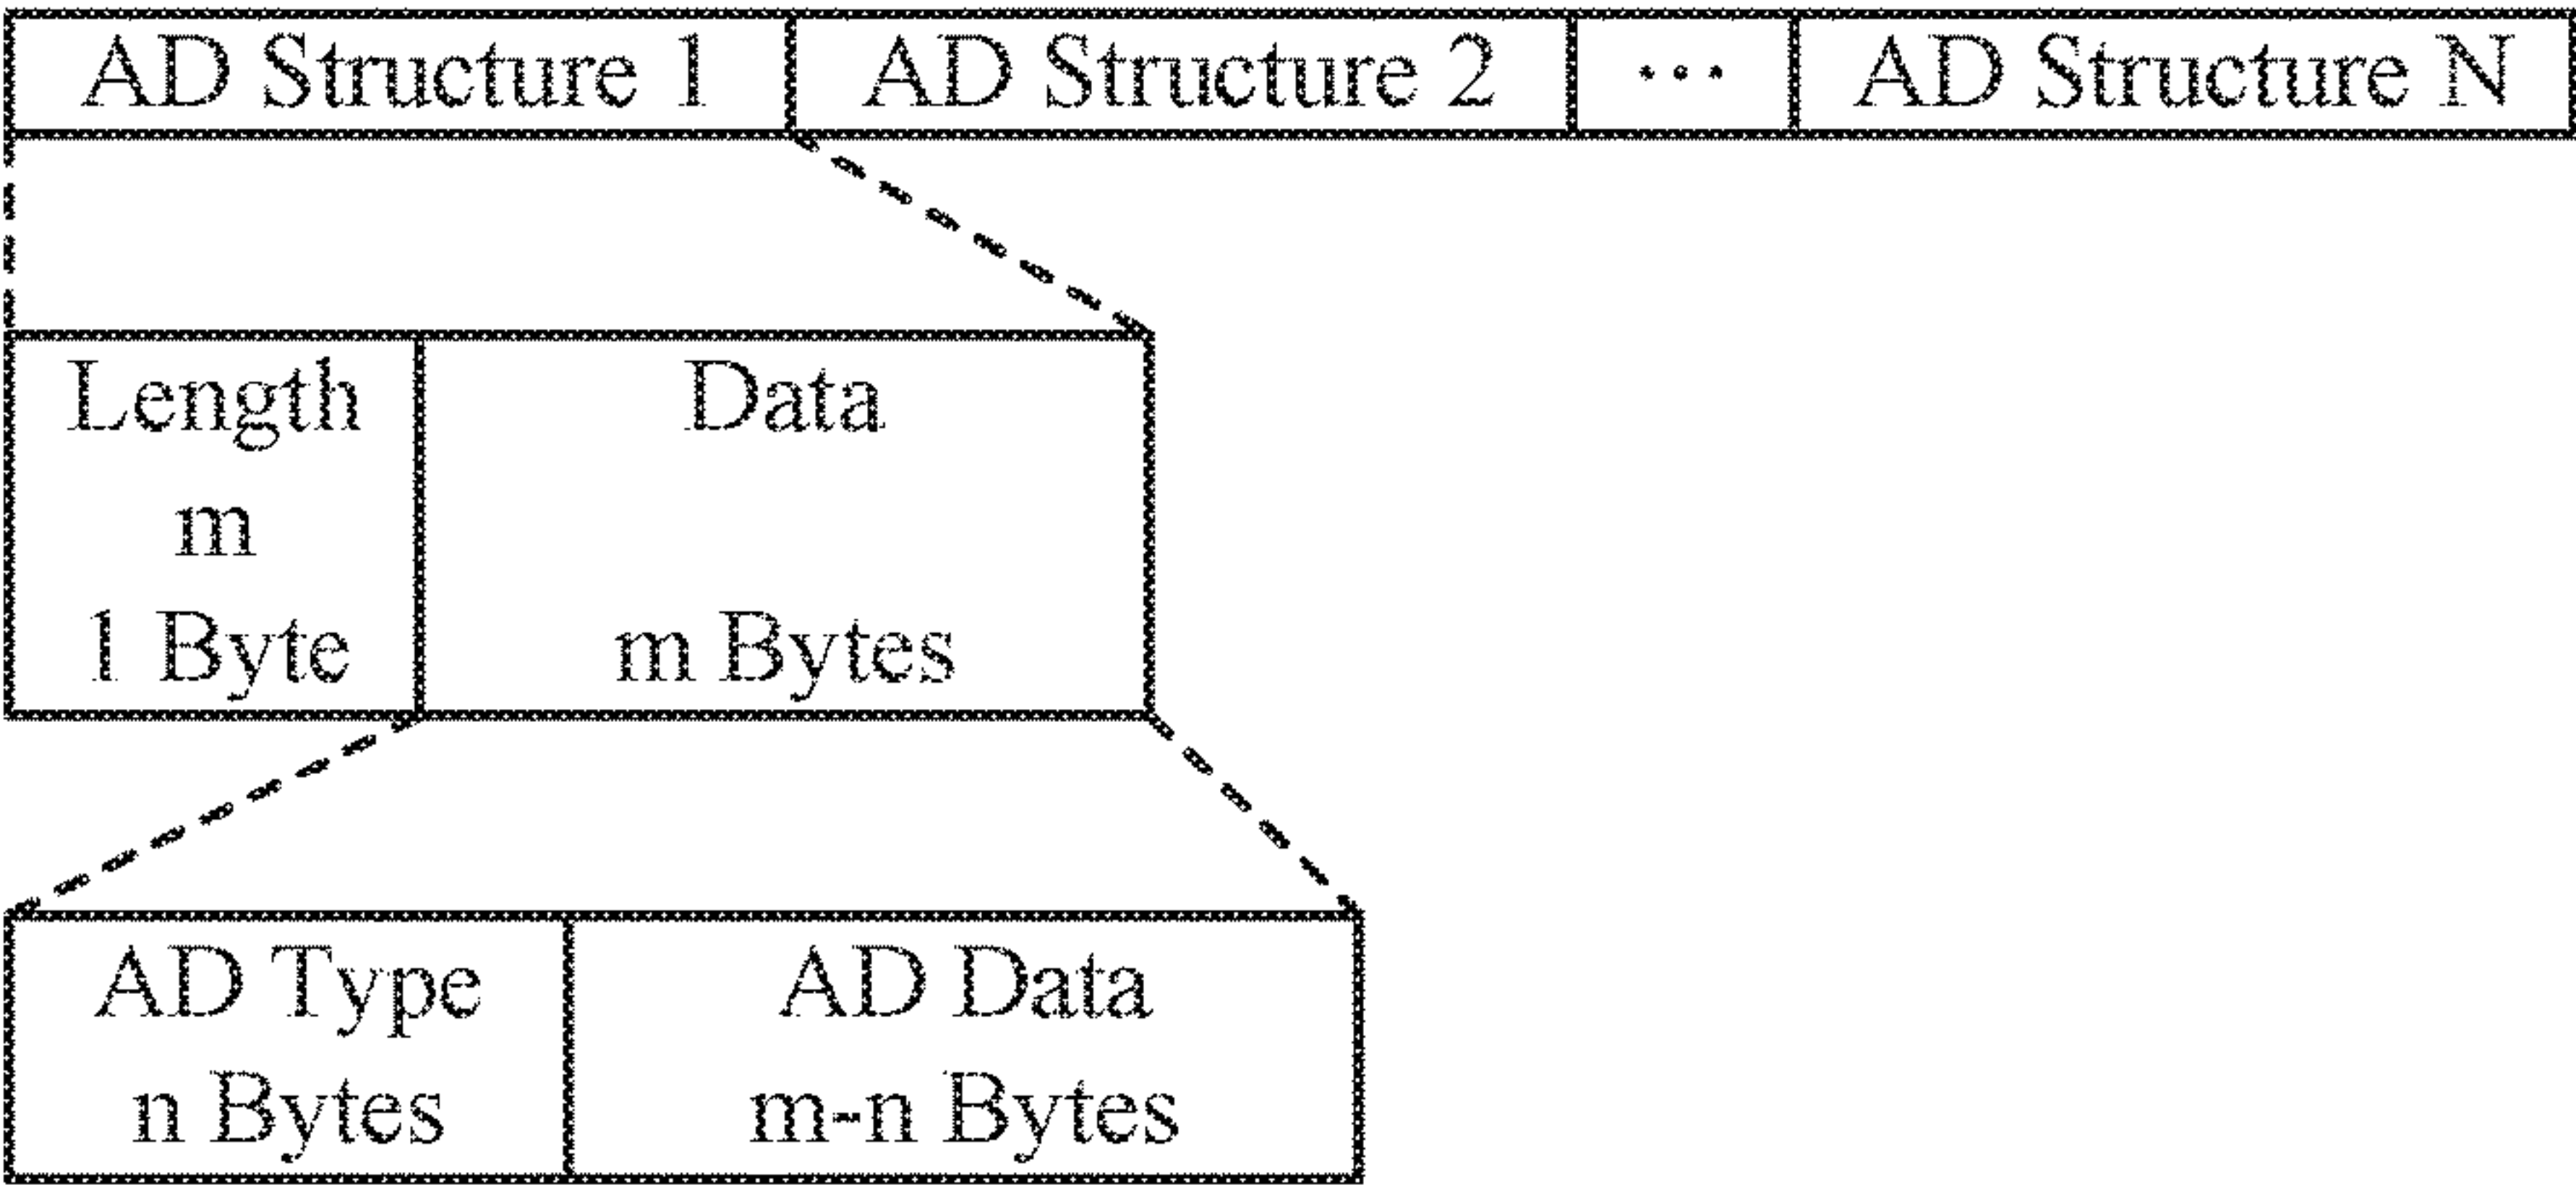 AD Structure 1 AD Structure 2 ... AD Structure N
Length Data
m
1 Byte m Bytes
AD Type AD Data
n Bytes m-n Bytes